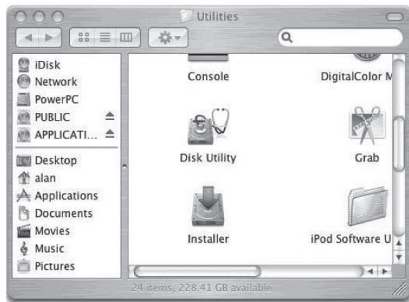 Utilities
iDisk
Network
PowerPC
PUBLIC
APPLICATI...
Desktop
alan
Applications
Documents
Movies
Music
Pictures
Console
DigitalColor M
Disk Utility
Grab
Installer
iPod Software U
24 items, 228.41 GB available